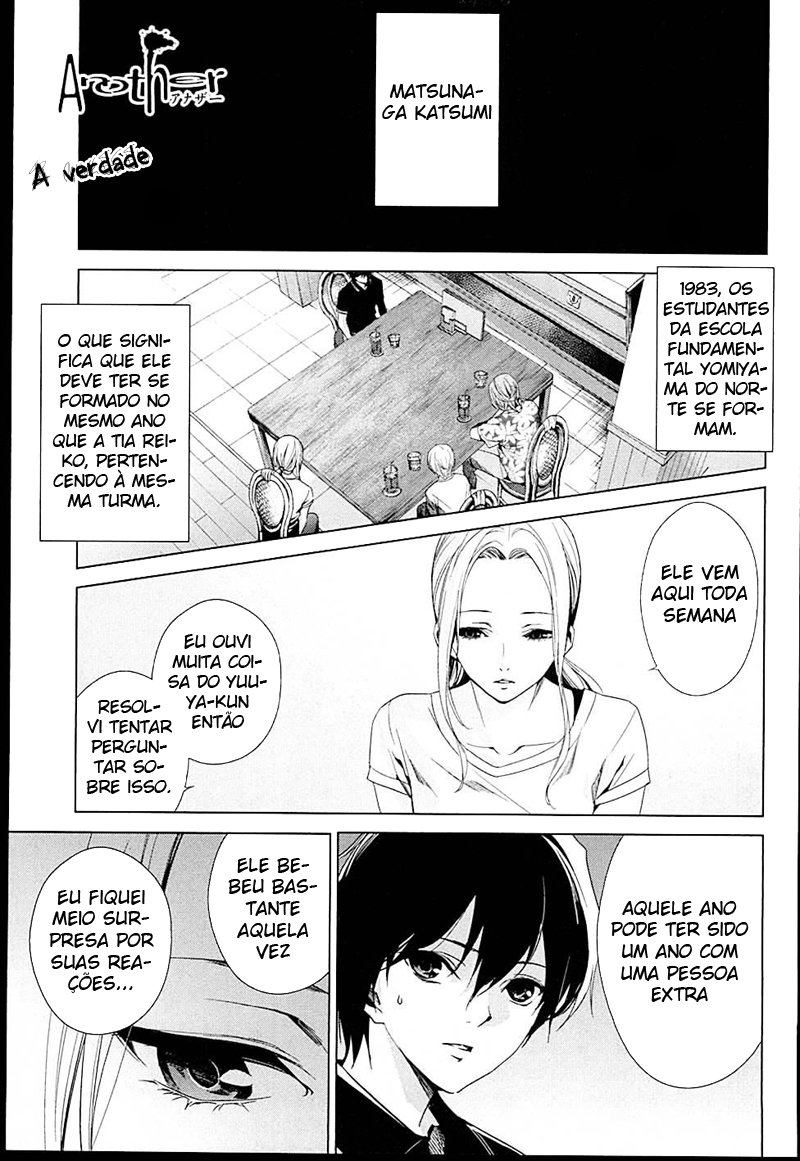 Another
アナザー
A verdade
MATSUNA-
GA KATSUMI
1983, OS
ESTUDANTES
DA ESCOLA
FUNDAMEN-
TAL YOMIYA-
MA DO NOR-
TE SE FOR-
MAM.
O QUE SIGNI-
FICA QUE ELE
DEVE TER SE
FORMADO NO
MESMO ANO
QUE A TIA REI-
KO, PERTEN-
CENDO À MES-
MA TURMA.
ELE VEM
AQUI TODA
SEMANA
EU OUVI
MUITA COI-
SA DO YUU-
YA-KUN
ENTÃO
RESOL-
VI TENTAR
PERGUN-
TAR SO-
BRE ISSO.
AQUELE ANO
PODE TER SIDO
UM ANO COM
UMA PESSOA
EXTRA
ELE BE-
BEU BAS-
TANTE
AQUELA
VEZ
EU FIQUEI
MEIO SUR-
PRESA POR
SUAS REA-
ÇÕES...